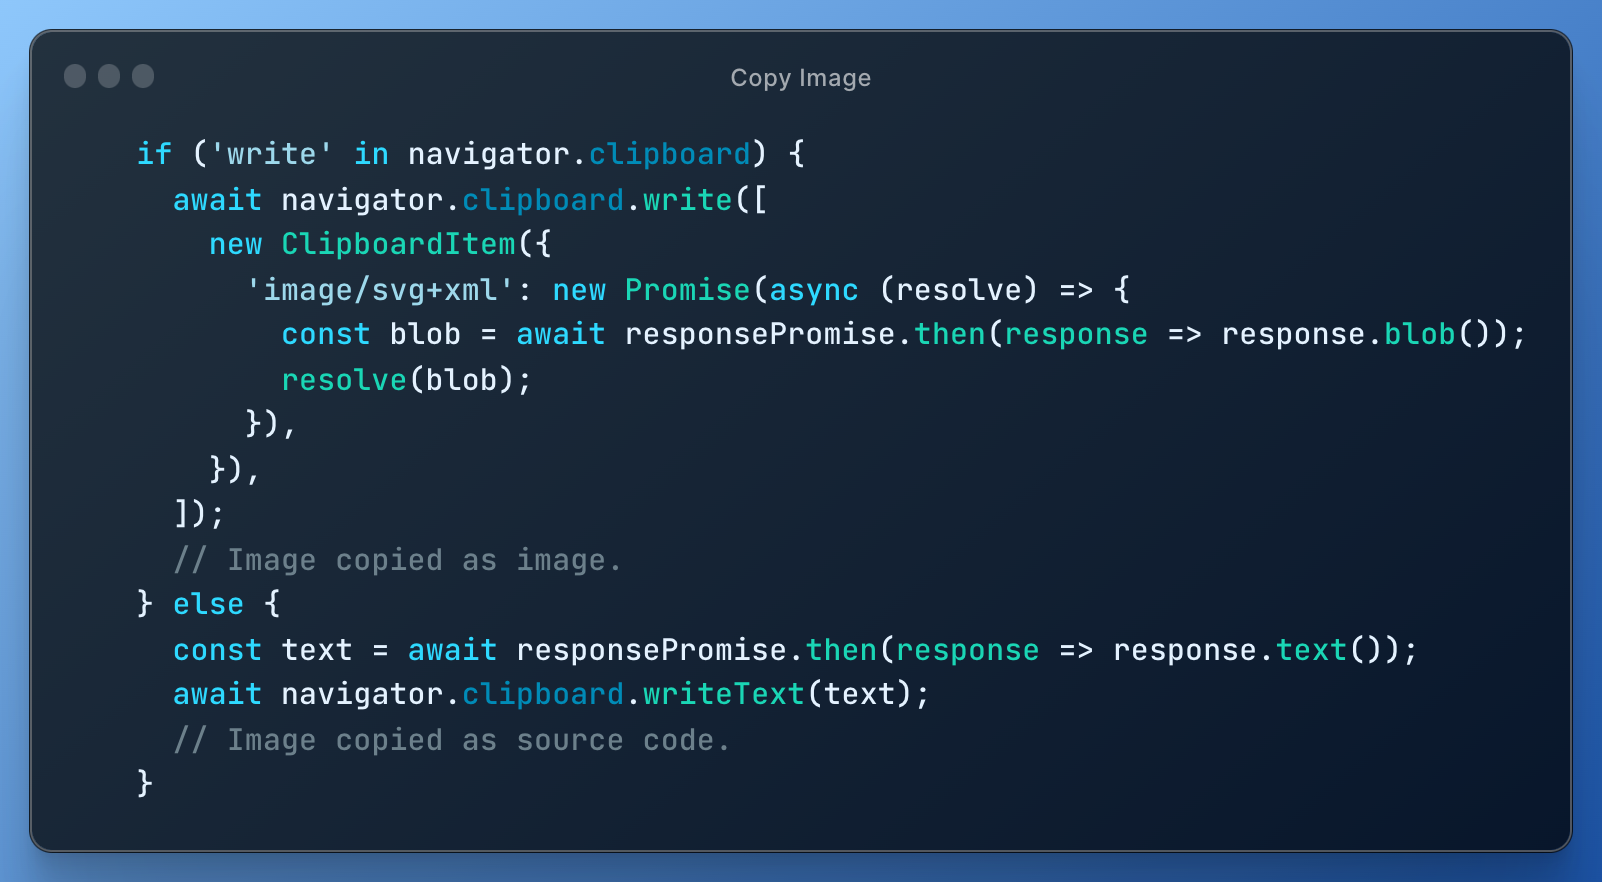 Copy Image
if ('write' in navigator.clipboard) {
  await navigator.clipboard.write([
    new ClipboardItem({
      'image/svg+xml': new Promise(async (resolve) => {
        const blob = await responsePromise.then(response => response.blob());
        resolve(blob);
      }),
    }),
  ]);
  // Image copied as image.
} else {
  const text = await responsePromise.then(response => response.text());
  await navigator.clipboard.writeText(text);
  // Image copied as source code.
}